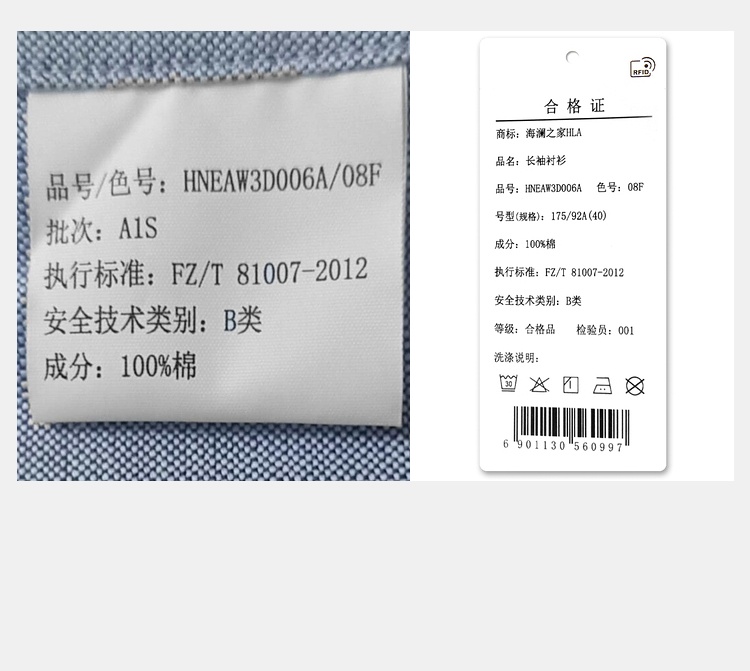 品号/色号：HNEAW3D006A/08F
批次：A1S
执行标准：FZ/T 81007-2012
安全技术类别：B类
成分：100%棉
RFID
合格证
商标：海澜之家HLA
品名：长袖衬衫
品号：HNEAW3D006A 色号：08F
号型(规格)：175/92A(40)
成分：100%棉
执行标准：FZ/T 81007-2012
安全技术类别：B类
等级：合格品 检验员：001
洗涤说明：
30
6 901130 560997